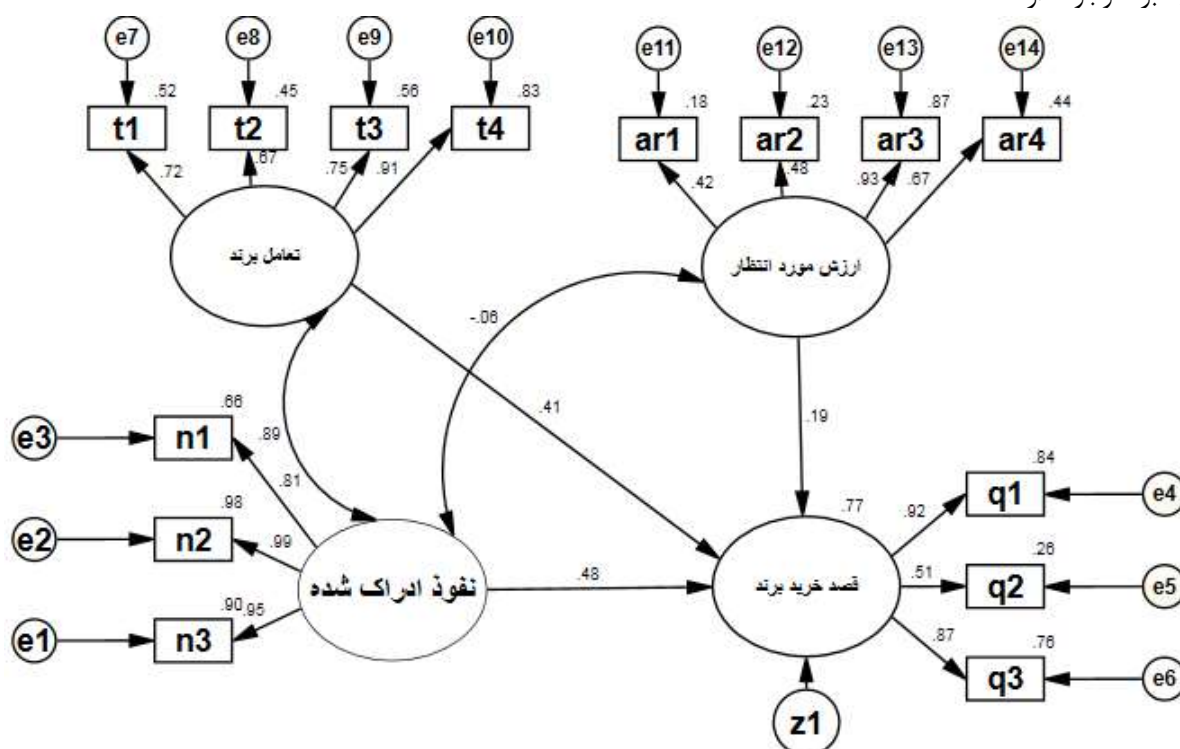 e7 e8 e9 e10 e11 e12 e13 e14
.52 .45 .56 .83 .18 .23 .87 .44
t1 t2 t3 t4 ar1 ar2 ar3 ar4
.72 .67 .75 .91 .42 .48 .93 .67
تعامل برند
ارزش مورد انتظار
-.06
.41
.19
.66
e3 n1
.89
.81
.84
q1 e4
.98
.77
.92
e2 n2
.99
.26
نفوذ ادراک شده
.48
قصد خرید برند
.51
q2 e5
.90 .95
e1 n3
.87
.76
q3 e6
z1